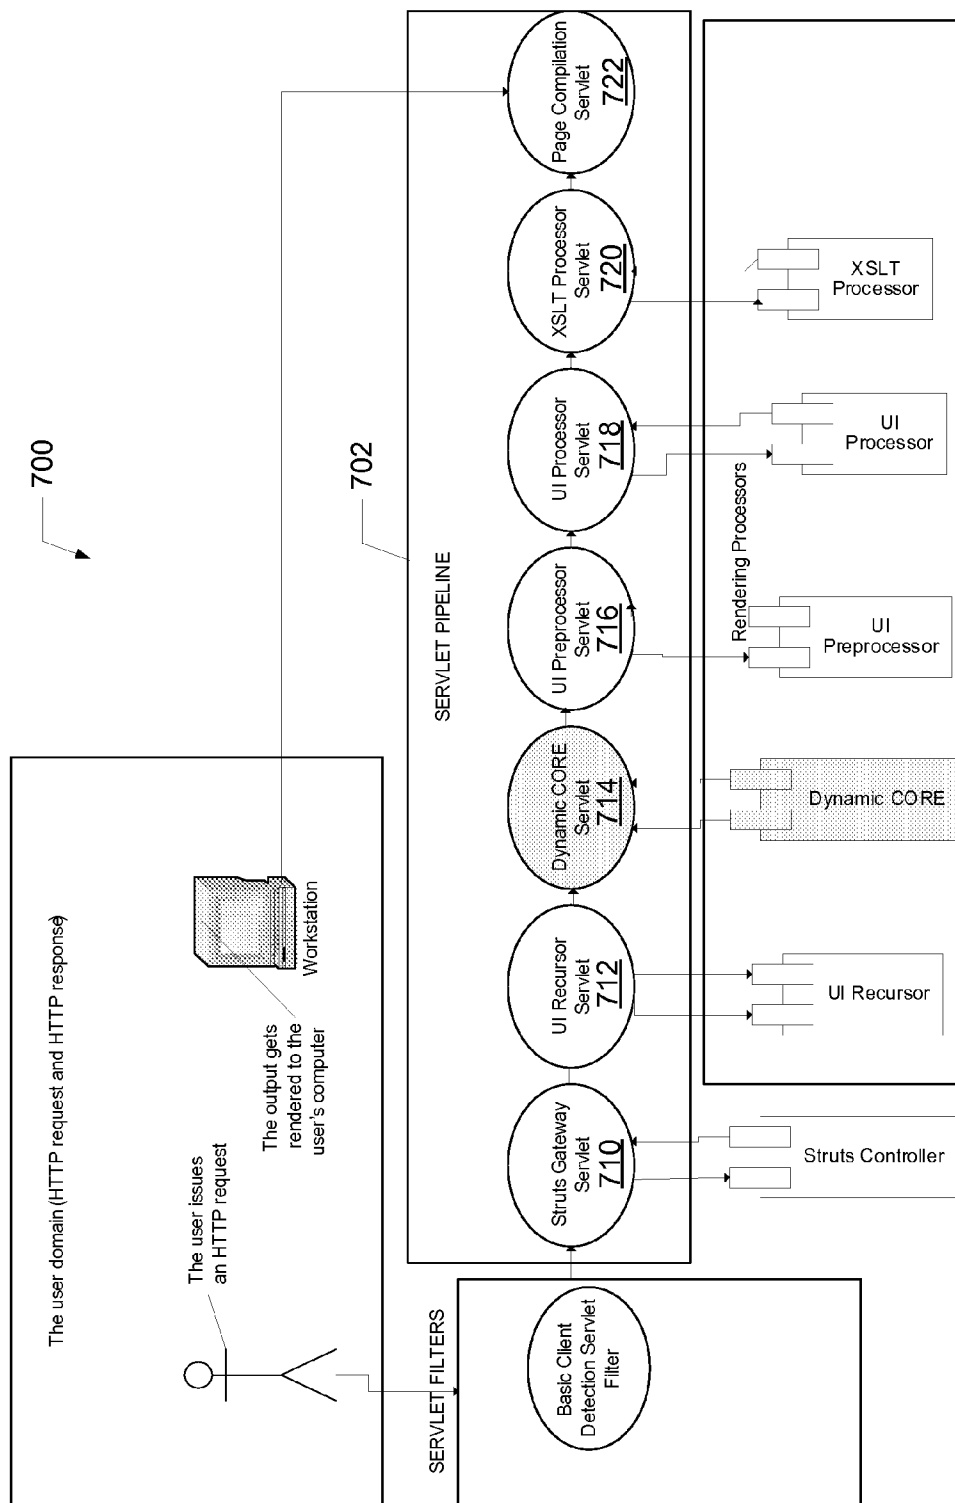 700
The user domain (HTTP request and HTTP response)
The user issues
an HTTP request
The output gets
rendered to the
user's computer
Workstation
702
SERVLET FILTERS
Basic Client
Detection Servlet
Filter
SERVLET PIPELINE
Struts Gateway
Servlet
710
UI Recursor
Servlet
712
Dynamic CORE
Servlet
714
UI Preprocessor
Servlet
716
UI Processor
Servlet
718
XSLT Processor
Servlet
720
Page Compilation
Servlet
722
Rendering Processors
Struts Controller
UI Recursor
Dynamic CORE
UI
Preprocessor
UI
Processor
XSLT
Processor